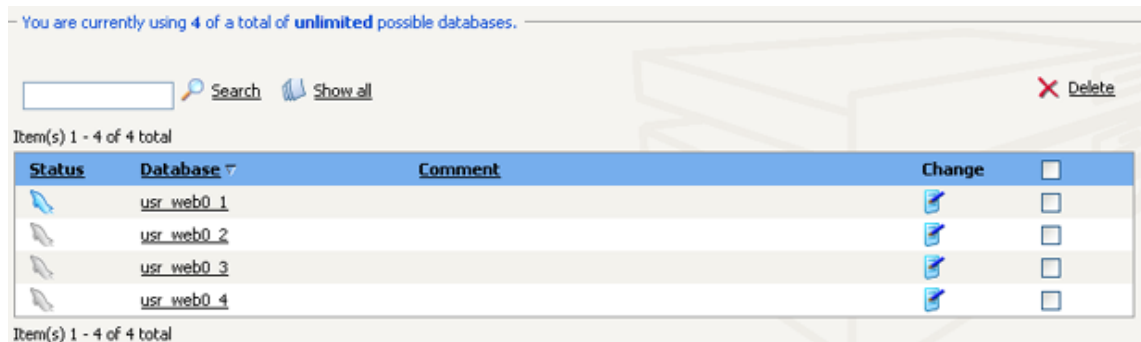 You are currently using 4 of a total of unlimited possible databases.
Search Show all Delete
Item(s) 1 - 4 of 4 total
Status Database Comment Change
usr_web0_1
usr_web0_2
usr_web0_3
usr_web0_4
Item(s) 1 - 4 of 4 total